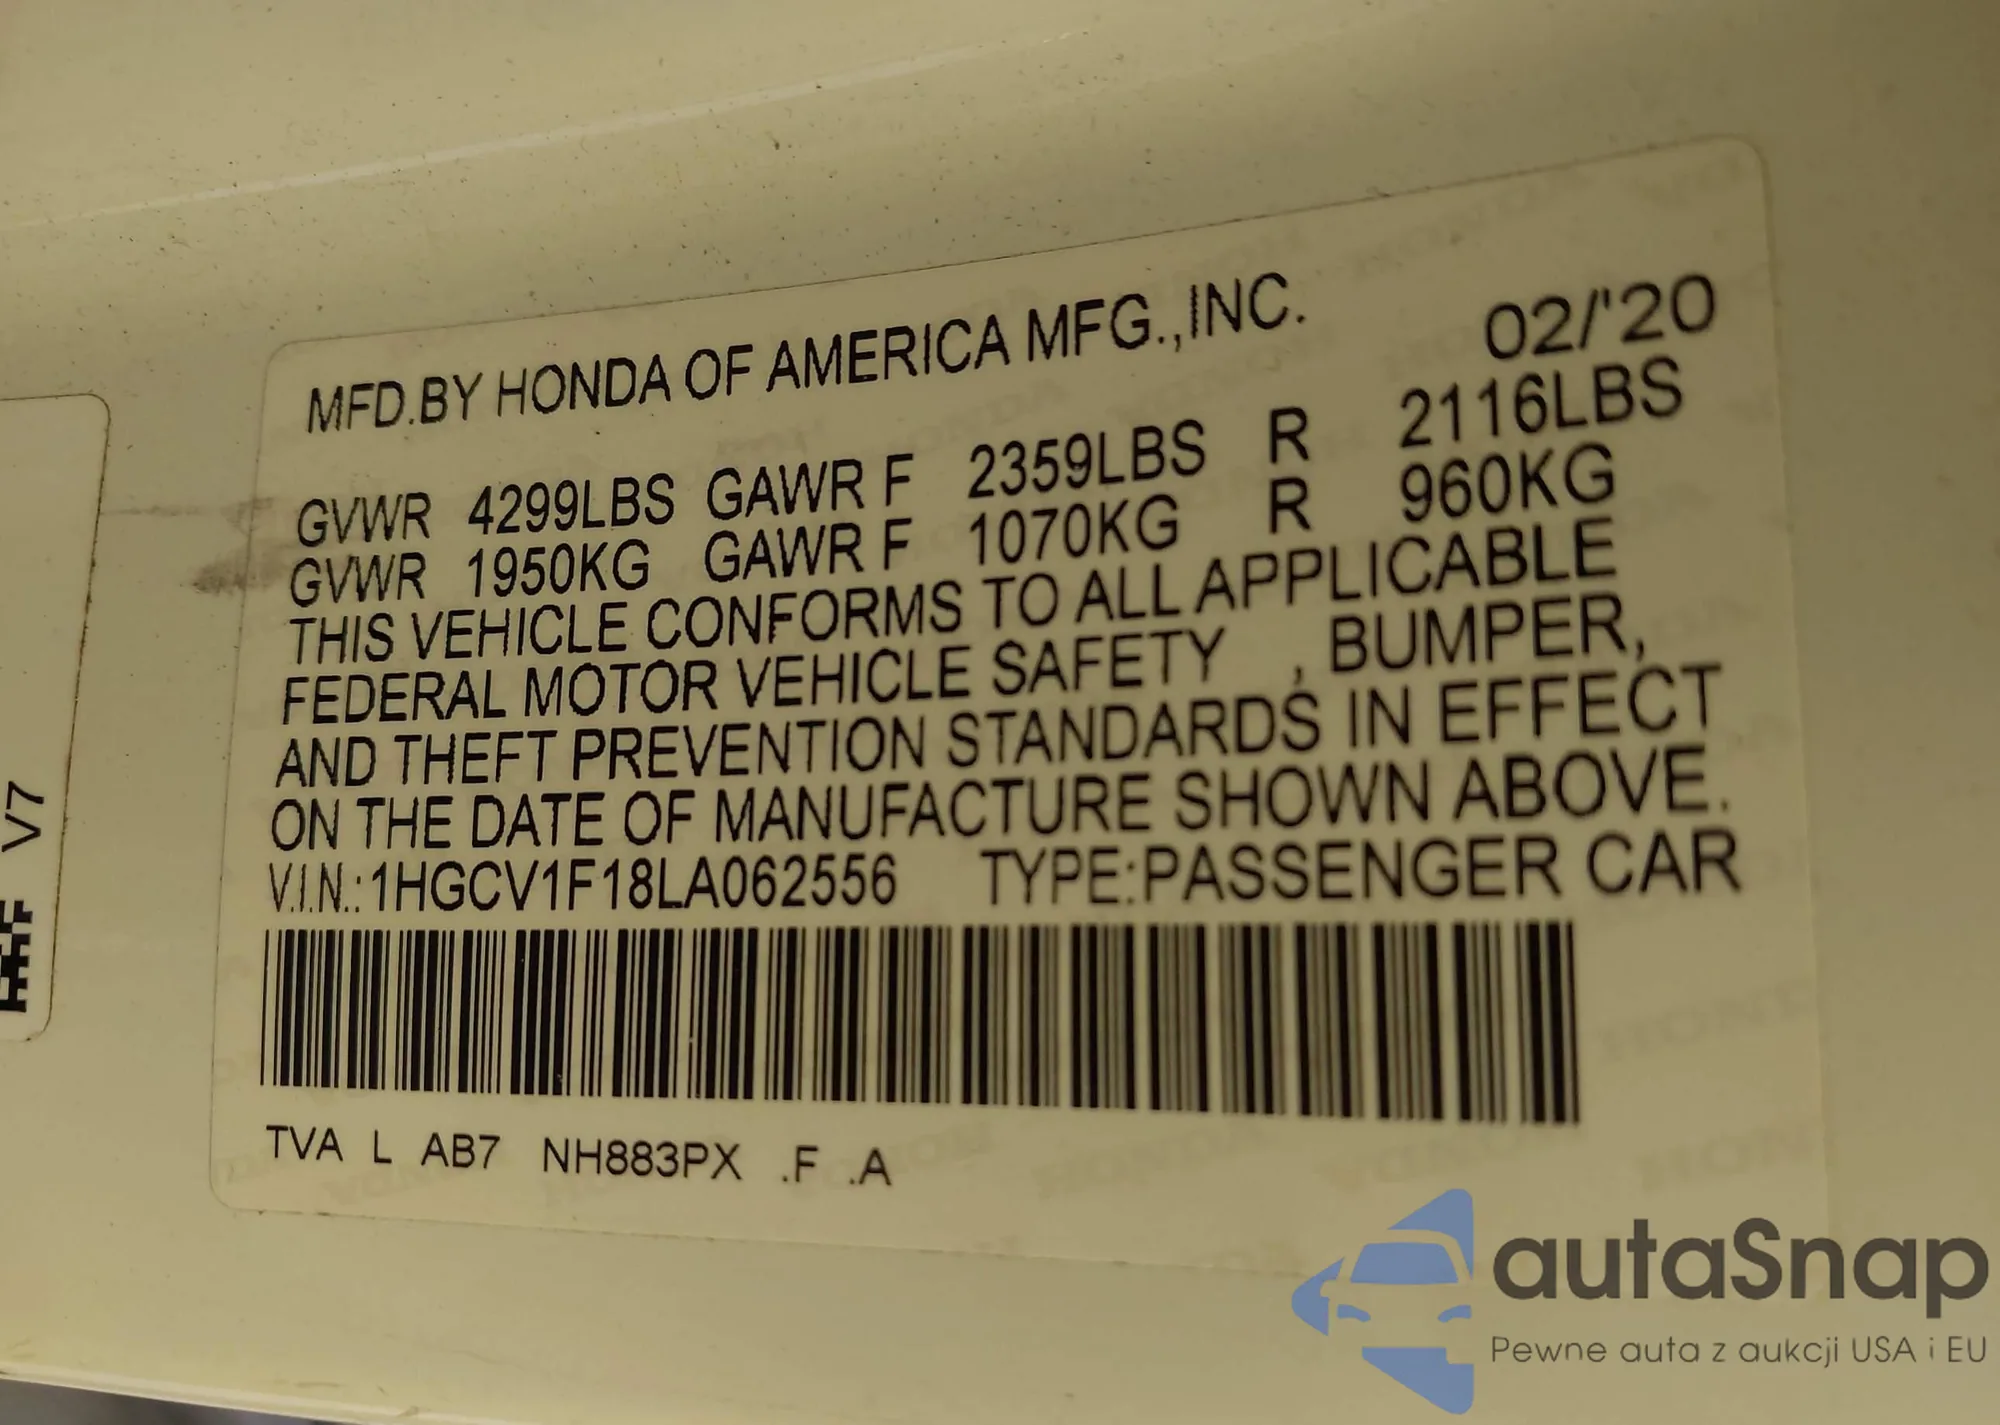 MFD.BY HONDA OF AMERICA MFG.,INC. 02/'20
GVWR 4299LBS GAWR F 2359LBS R 2116LBS
GVWR 1950KG GAWR F 1070KG R 960KG
THIS VEHICLE CONFORMS TO ALL APPLICABLE
FEDERAL MOTOR VEHICLE SAFETY , BUMPER,
AND THEFT PREVENTION STANDARDS IN EFFECT
ON THE DATE OF MANUFACTURE SHOWN ABOVE.
V.I.N.:1HGCV1F18LA062556 TYPE:PASSENGER CAR
TVA L AB7 NH883PX .F .A
V7
autaSnap
Pewne auta z aukcji USA i EU